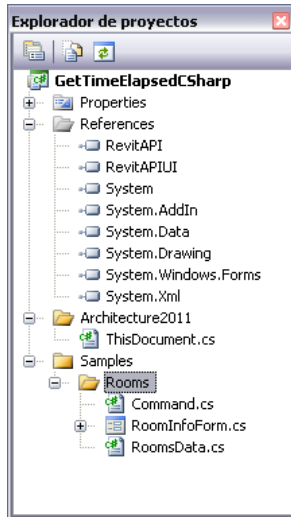 Explorador de proyectos
GetTimeElapsedCSharp
Properties
References
RevitAPI
RevitAPIUI
System
System.AddIn
System.Data
System.Drawing
System.Windows.Forms
System.Xml
Architecture2011
ThisDocument.cs
Samples
Rooms
Command.cs
RoomInfoForm.cs
RoomsData.cs